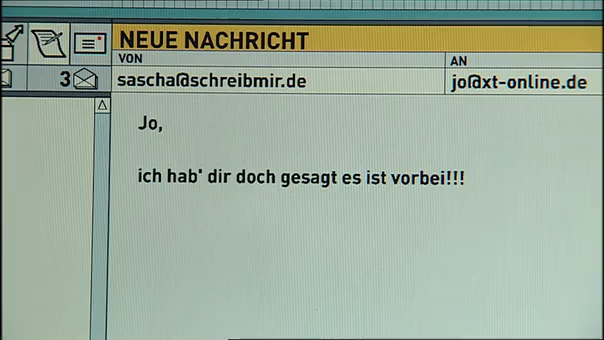 NEUE NACHRICHT
VON
AN
3
sascha@schreibmir.de
jo@xt-online.de
Jo,
ich hab' dir doch gesagt es ist vorbei!!!